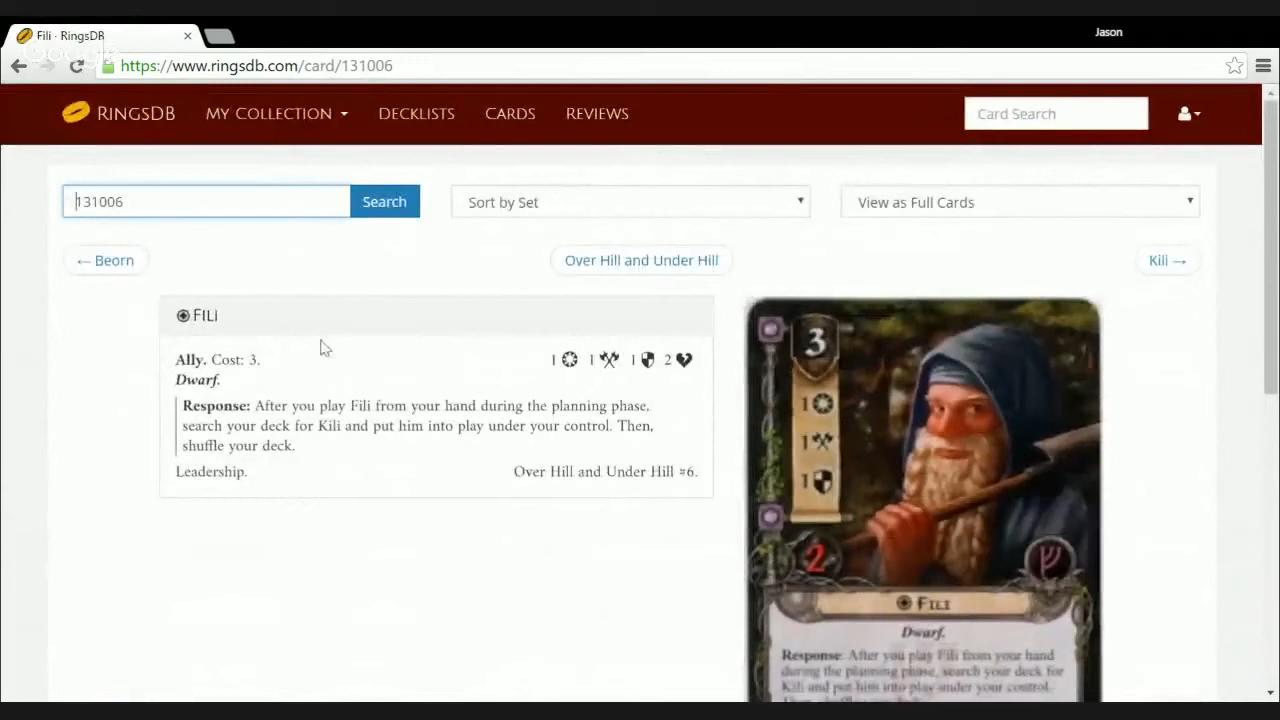 Fili · RingsDB
Jason
https://www.ringsdb.com/card/131006
RINGSDB
MY COLLECTION
DECKLISTS
CARDS
REVIEWS
Card Search
131006
Search
Sort by Set
View as Full Cards
← Beorn
Over Hill and Under Hill
Kili →
FILI
Ally. Cost: 3.
1 1 1 2
Dwarf.
Response: After you play Fili from your hand during the planning phase,
search your deck for Kili and put him into play under your control. Then,
shuffle your deck.
Leadership.
Over Hill and Under Hill #6.
3
1
1
1
2
FILI
Dwarf.
Response: After you play Fili from your hand
during the planning phase, search your deck for
Kili and put him into play under your control.